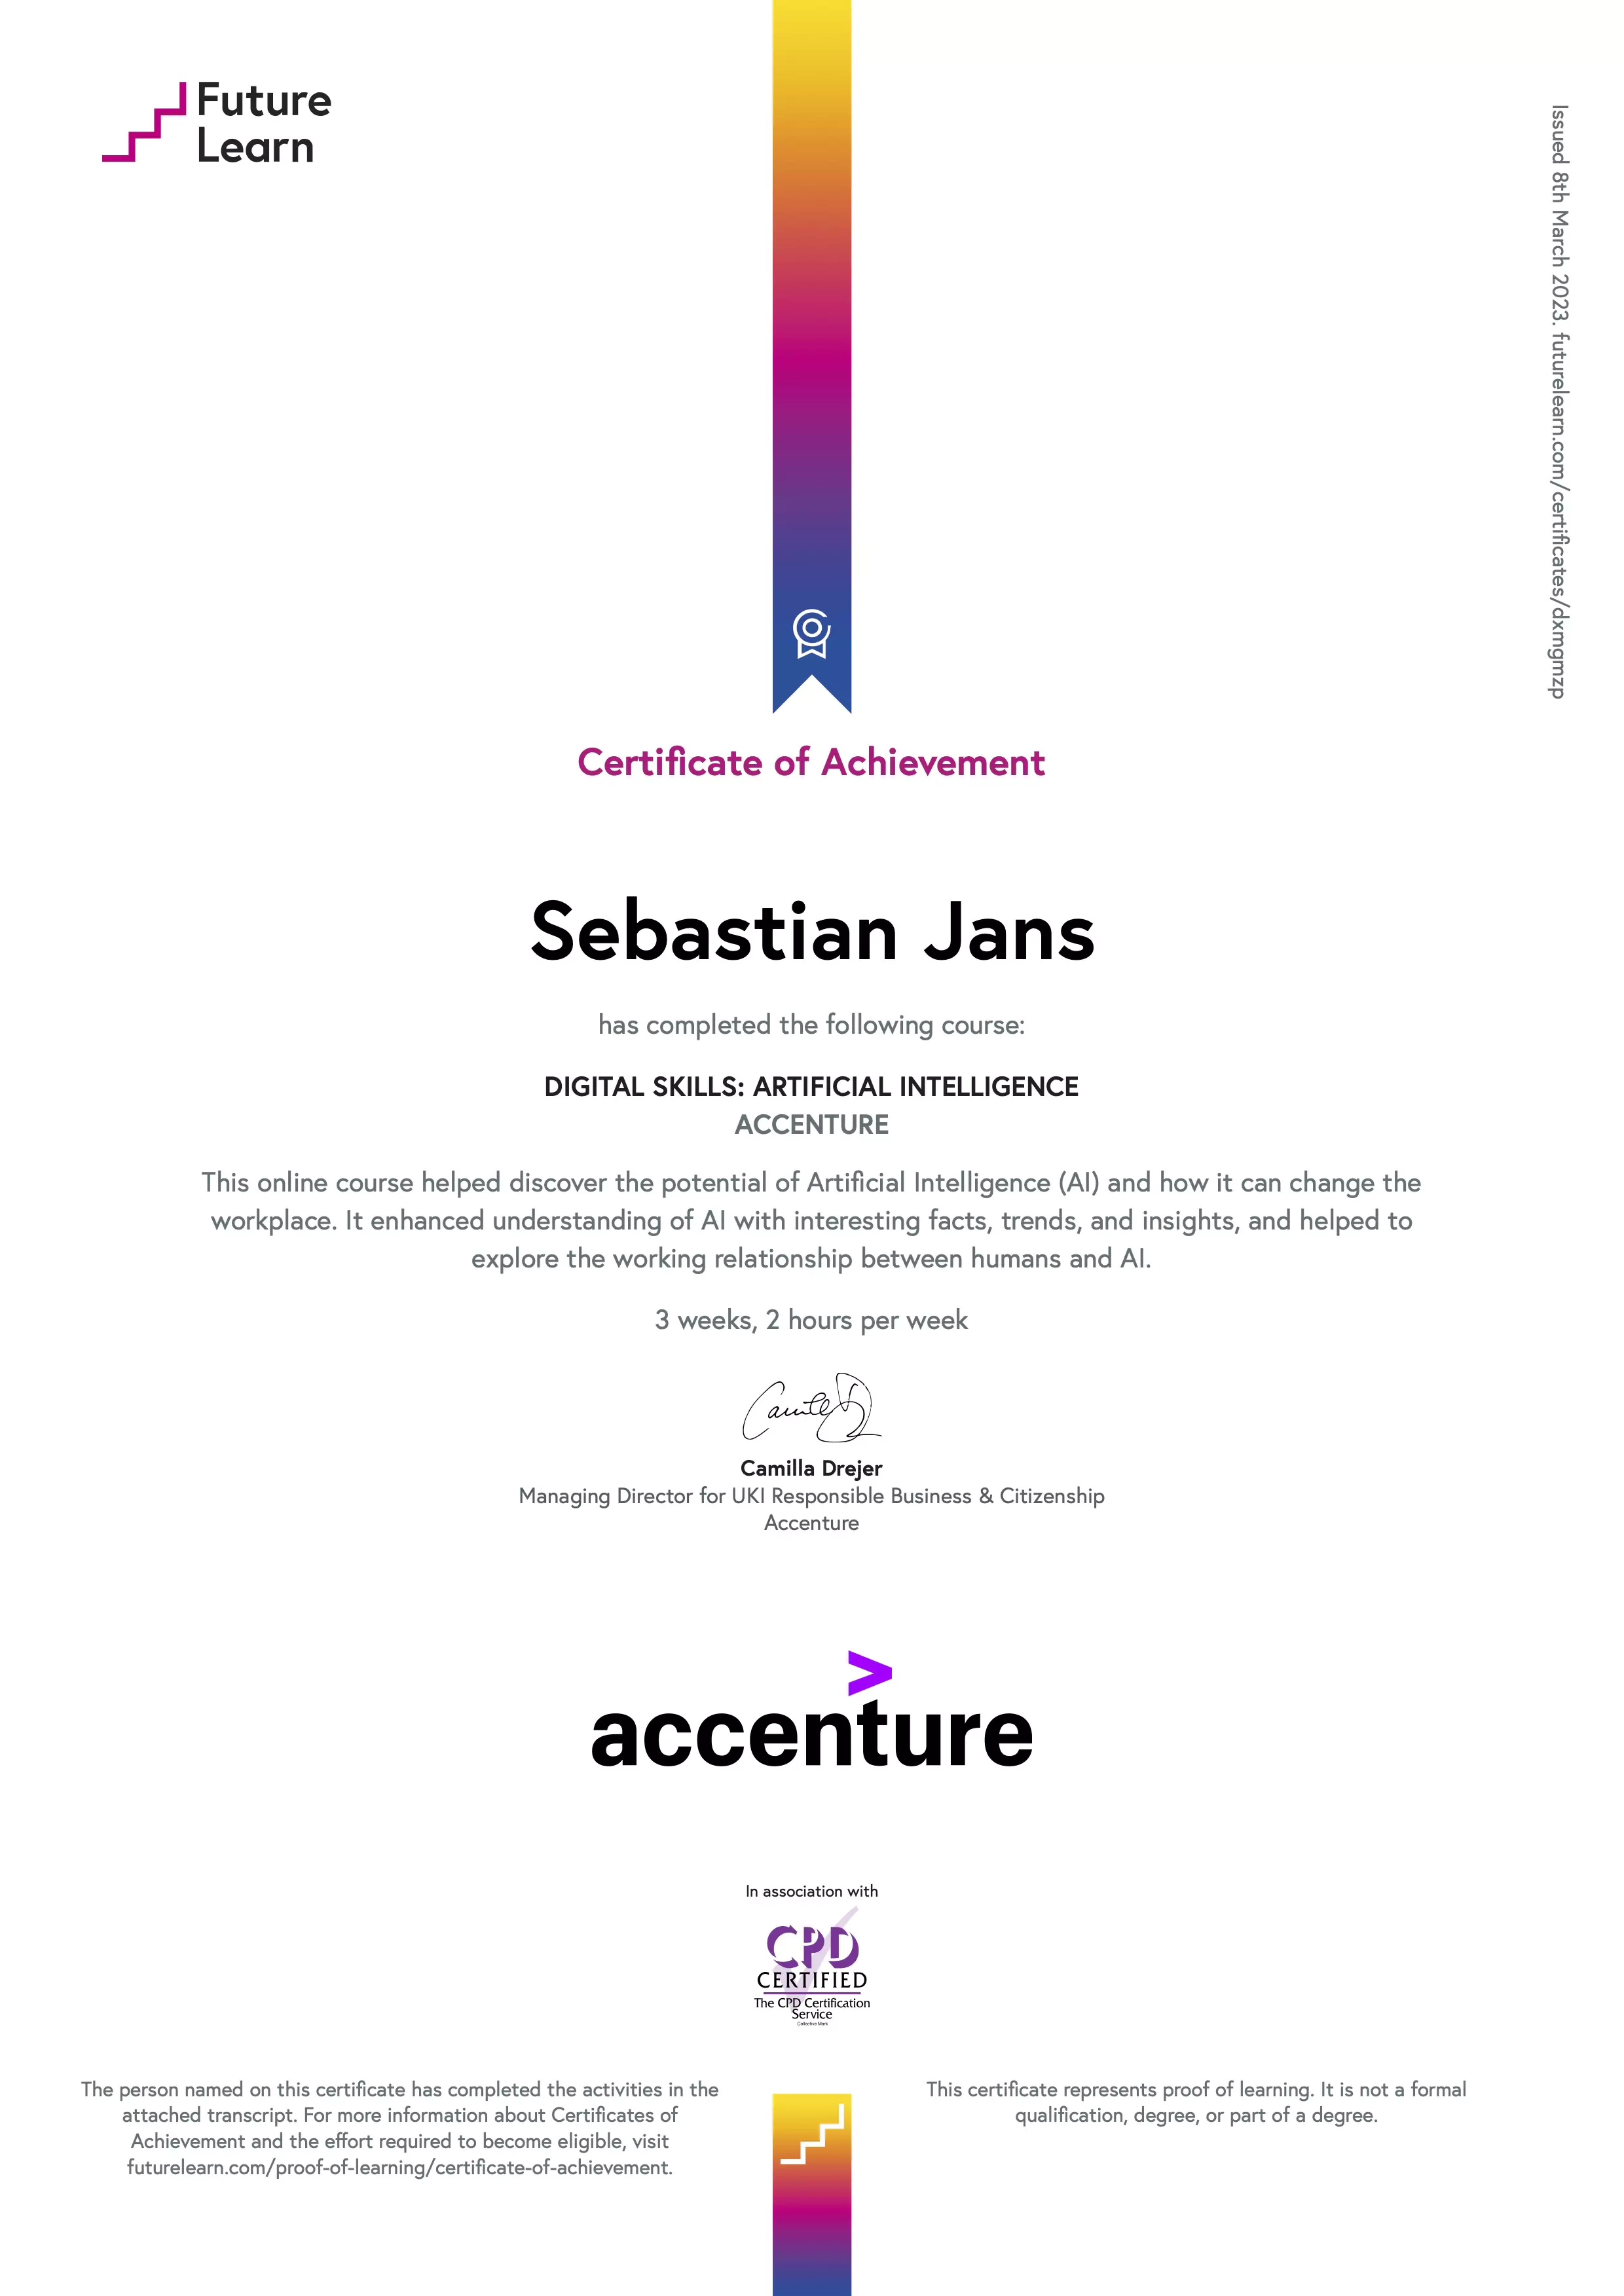 Future
Learn
Issued 8th March 2023. futurelearn.com/certificates/dxmgmzp
Certificate of Achievement
Sebastian Jans
has completed the following course:
DIGITAL SKILLS: ARTIFICIAL INTELLIGENCE
ACCENTURE
This online course helped discover the potential of Artificial Intelligence (AI) and how it can change the
workplace. It enhanced understanding of AI with interesting facts, trends, and insights, and helped to
explore the working relationship between humans and AI.
3 weeks, 2 hours per week
Camilla Drejer
Managing Director for UKI Responsible Business & Citizenship
Accenture
accenture
In association with
CPD
CERTIFIED
The CPD Certification
Service
Collective Mark
The person named on this certificate has completed the activities in the
attached transcript. For more information about Certificates of
Achievement and the effort required to become eligible, visit
futurelearn.com/proof-of-learning/certificate-of-achievement.
This certificate represents proof of learning. It is not a formal
qualification, degree, or part of a degree.